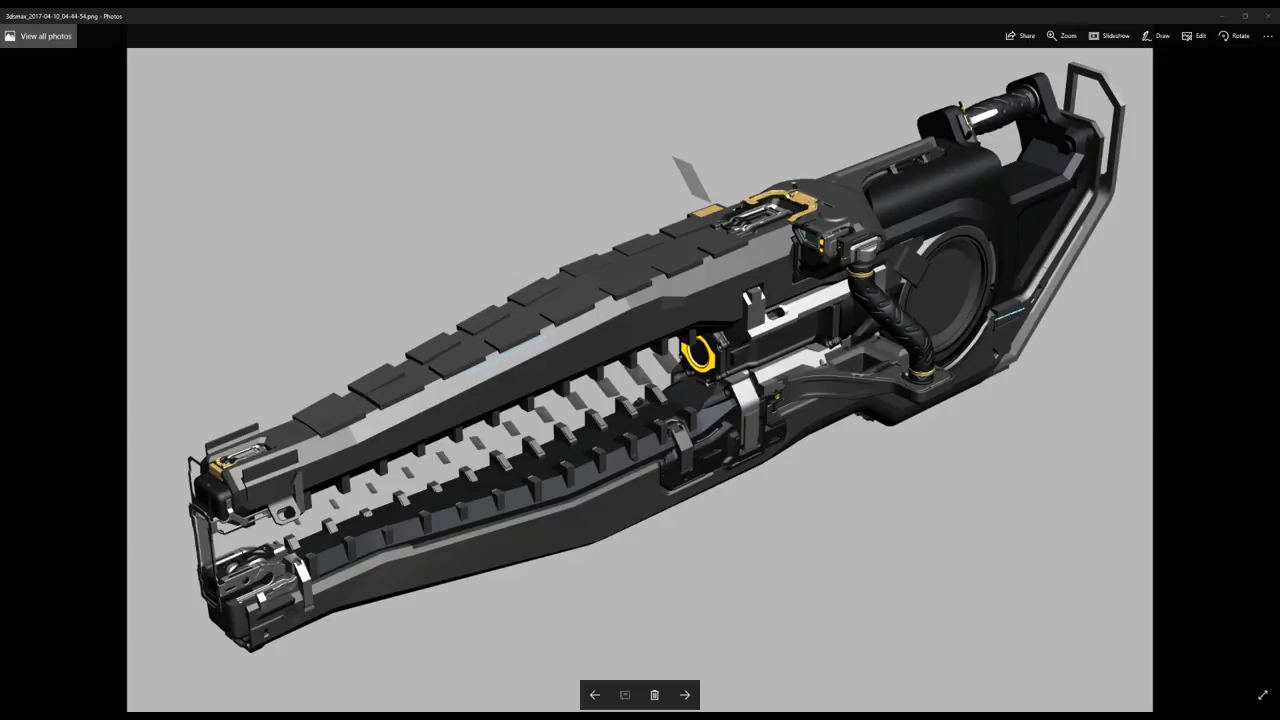 3dsmax_2017-04-10_04-44-54.png - Photos
View all photos
Share
Zoom
Slideshow
Draw
Edit
Rotate